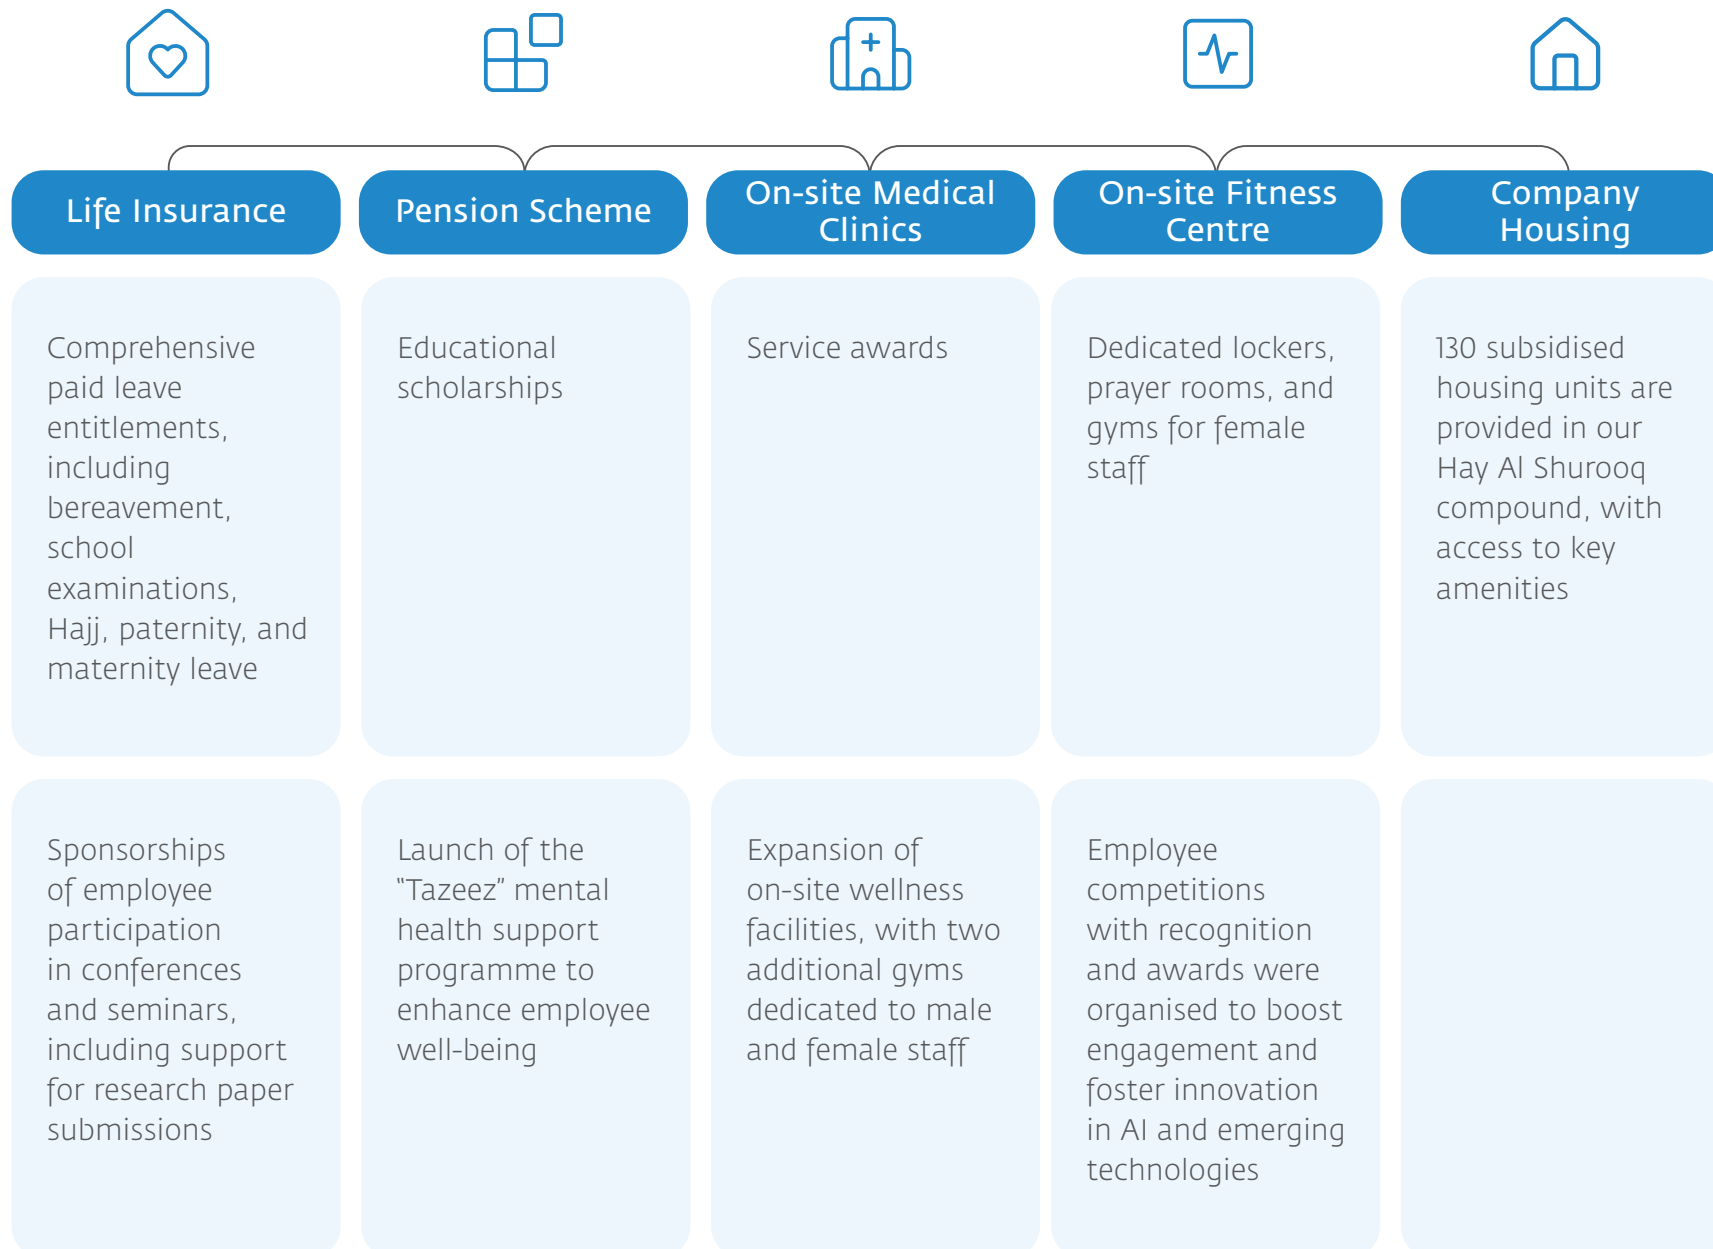 Life Insurance
Pension Scheme
On-site Medical
Clinics
On-site Fitness
Centre
Company
Housing
Comprehensive
paid leave
entitlements,
including
bereavement,
school
examinations,
Hajj, paternity, and
maternity leave
Educational
scholarships
Service awards
Dedicated lockers,
prayer rooms, and
gyms for female
staff
130 subsidised
housing units are
provided in our
Hay Al Shurooq
compound, with
access to key
amenities
Sponsorships
of employee
participation
in conferences
and seminars,
including support
for research paper
submissions
Launch of the
“Tazeez” mental
health support
programme to
enhance employee
well-being
Expansion of
on-site wellness
facilities, with two
additional gyms
dedicated to male
and female staff
Employee
competitions
with recognition
and awards were
organised to boost
engagement and
foster innovation
in AI and emerging
technologies